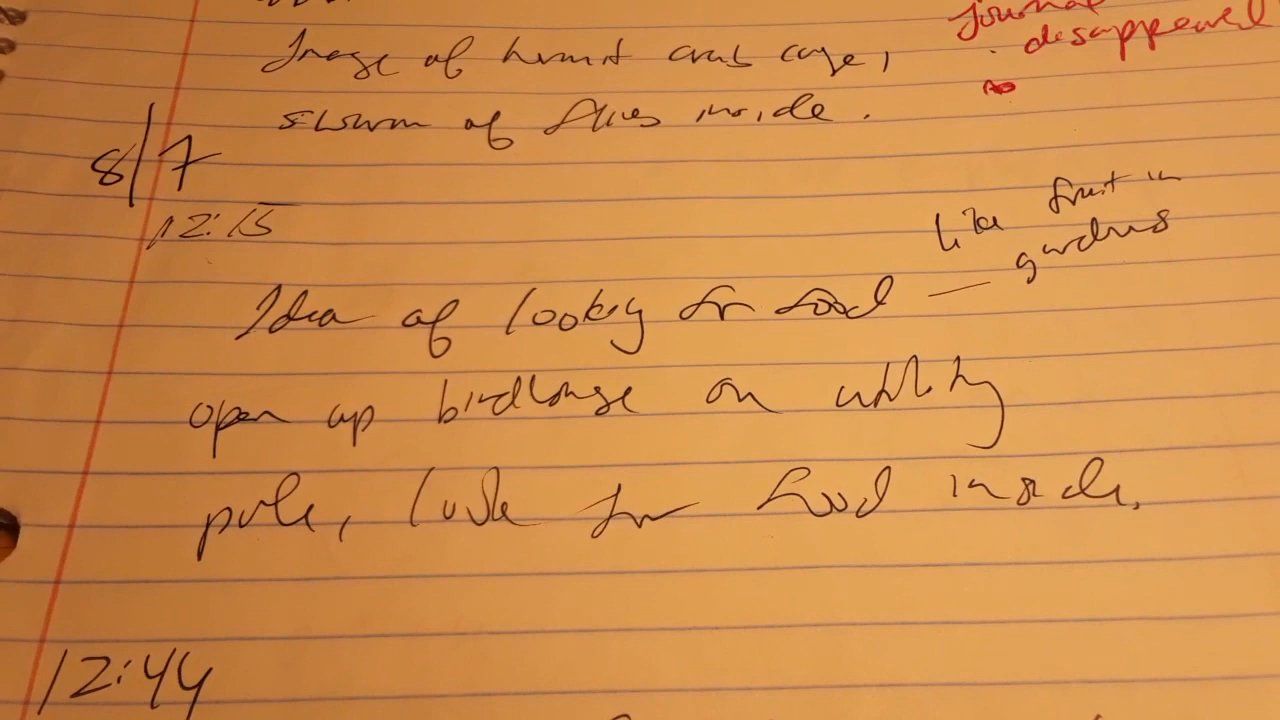 Journal
disappeared
Image of hermit crab cage,
swarm of flies inside.
8/7
12:15
like fruit in
gardens
Idea of looking for food —
open up birdhouse on utility
pole, look for food inside.
12:44